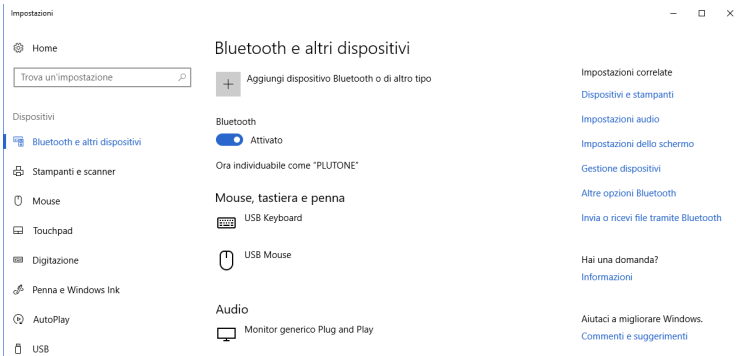 Impostazioni
Home
Trova un'impostazione
Dispositivi
Bluetooth e altri dispositivi
Stampanti e scanner
Mouse
Touchpad
Digitazione
Penna e Windows Ink
AutoPlay
USB
Bluetooth e altri dispositivi
Aggiungi dispositivo Bluetooth o di altro tipo
Bluetooth
Attivato
Ora individuabile come "PLUTONE"
Mouse, tastiera e penna
USB Keyboard
USB Mouse
Audio
Monitor generico Plug and Play
Impostazioni correlate
Dispositivi e stampanti
Impostazioni audio
Impostazioni dello schermo
Gestione dispositivi
Altre opzioni Bluetooth
Invia o ricevi file tramite Bluetooth
Hai una domanda?
Informazioni
Aiutaci a migliorare Windows.
Commenti e suggerimenti